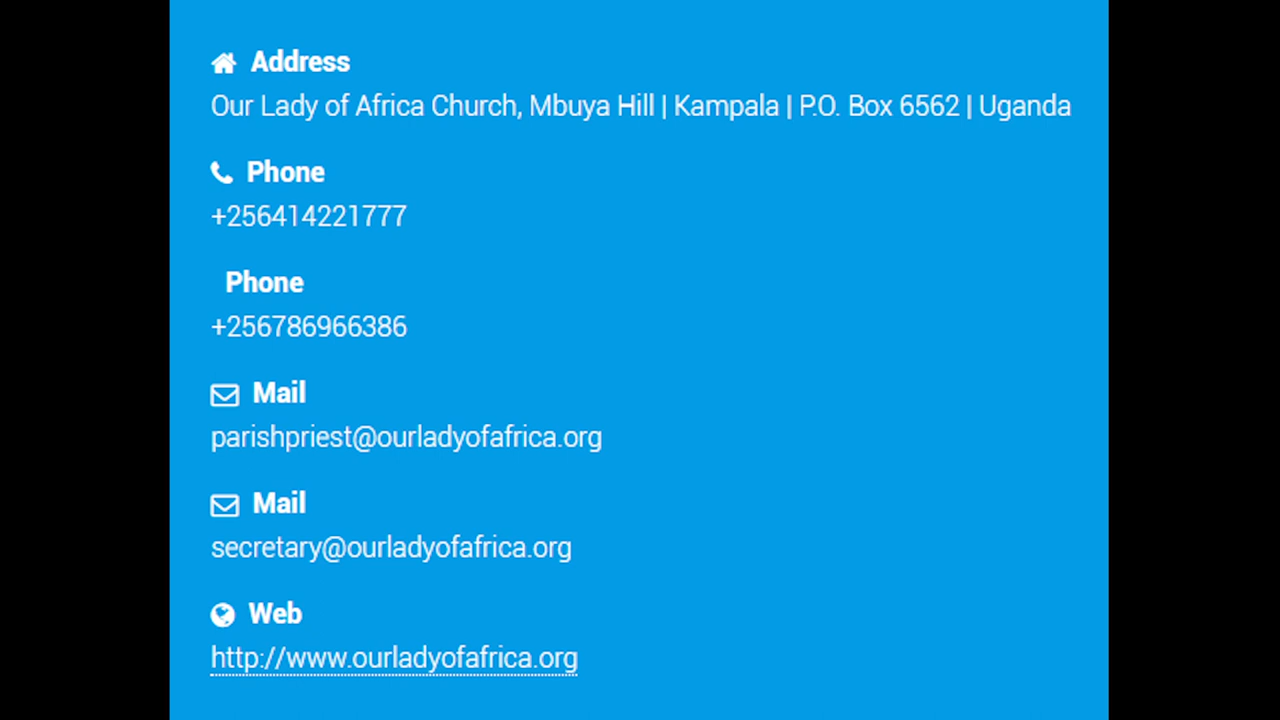 Address
Our Lady of Africa Church, Mbuya Hill | Kampala | P.O. Box 6562 | Uganda
Phone
+256414221777
Phone
+256786966386
Mail
parishpriest@ourladyofafrica.org
Mail
secretary@ourladyofafrica.org
Web
http://www.ourladyofafrica.org